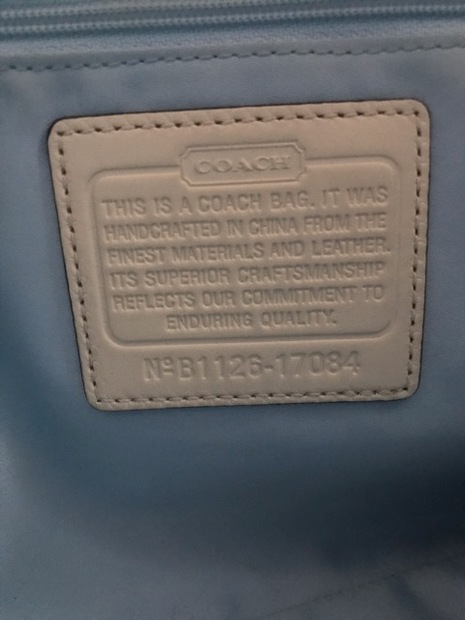 COACH
THIS IS A COACH BAG. IT WAS
HANDCRAFTED IN CHINA FROM THE
FINEST MATERIALS AND LEATHER.
ITS SUPERIOR CRAFTSMANSHIP
REFLECTS OUR COMMITMENT TO
ENDURING QUALITY.
Nº B1126-17084